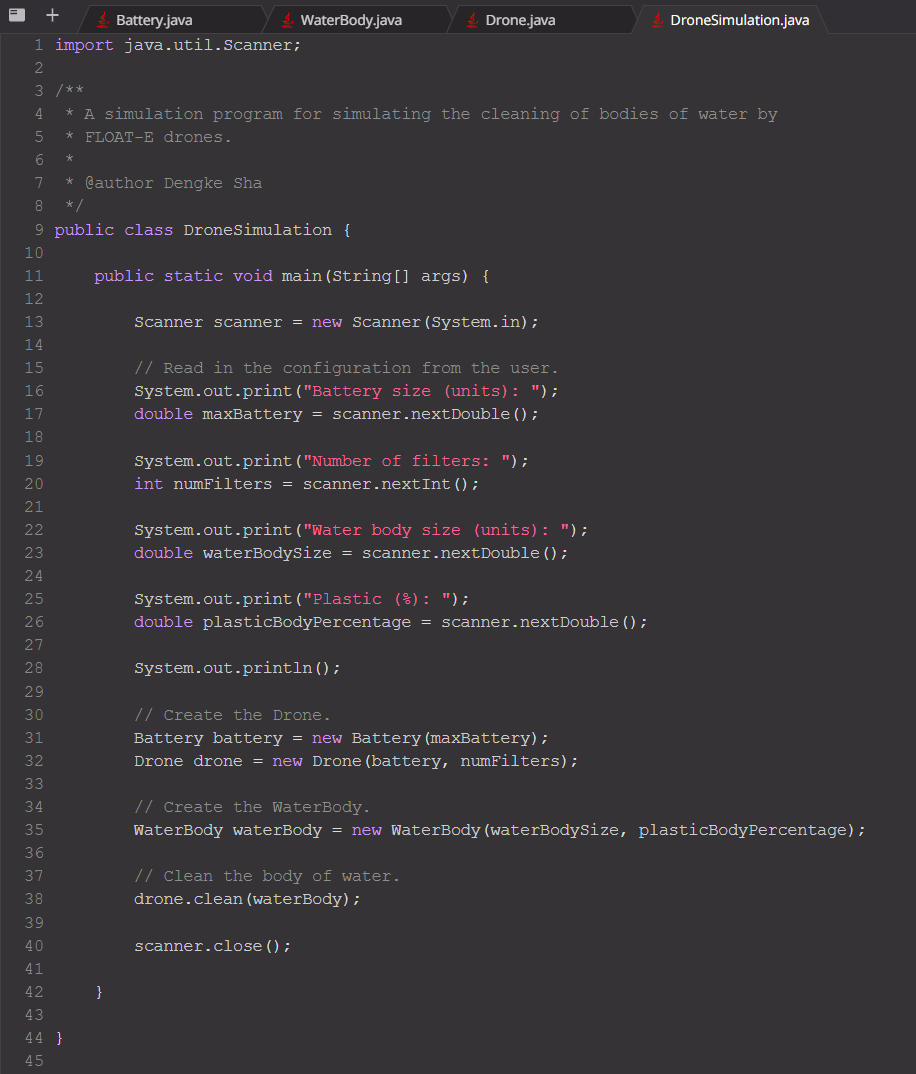 Battery.java WaterBody.java Drone.java DroneSimulation.java
1 import java.util.Scanner;
2
3 /**
4  * A simulation program for simulating the cleaning of bodies of water by
5  * FLOAT-E drones.
6  *
7  * @author Dengke Sha
8  */
9 public class DroneSimulation {
10
11     public static void main(String[] args) {
12
13         Scanner scanner = new Scanner(System.in);
14
15         // Read in the configuration from the user.
16         System.out.print("Battery size (units): ");
17         double maxBattery = scanner.nextDouble();
18
19         System.out.print("Number of filters: ");
20         int numFilters = scanner.nextInt();
21
22         System.out.print("Water body size (units): ");
23         double waterBodySize = scanner.nextDouble();
24
25         System.out.print("Plastic (%): ");
26         double plasticBodyPercentage = scanner.nextDouble();
27
28         System.out.println();
29
30         // Create the Drone.
31         Battery battery = new Battery(maxBattery);
32         Drone drone = new Drone(battery, numFilters);
33
34         // Create the WaterBody.
35         WaterBody waterBody = new WaterBody(waterBodySize, plasticBodyPercentage);
36
37         // Clean the body of water.
38         drone.clean(waterBody);
39
40         scanner.close();
41
42     }
43
44 }
45